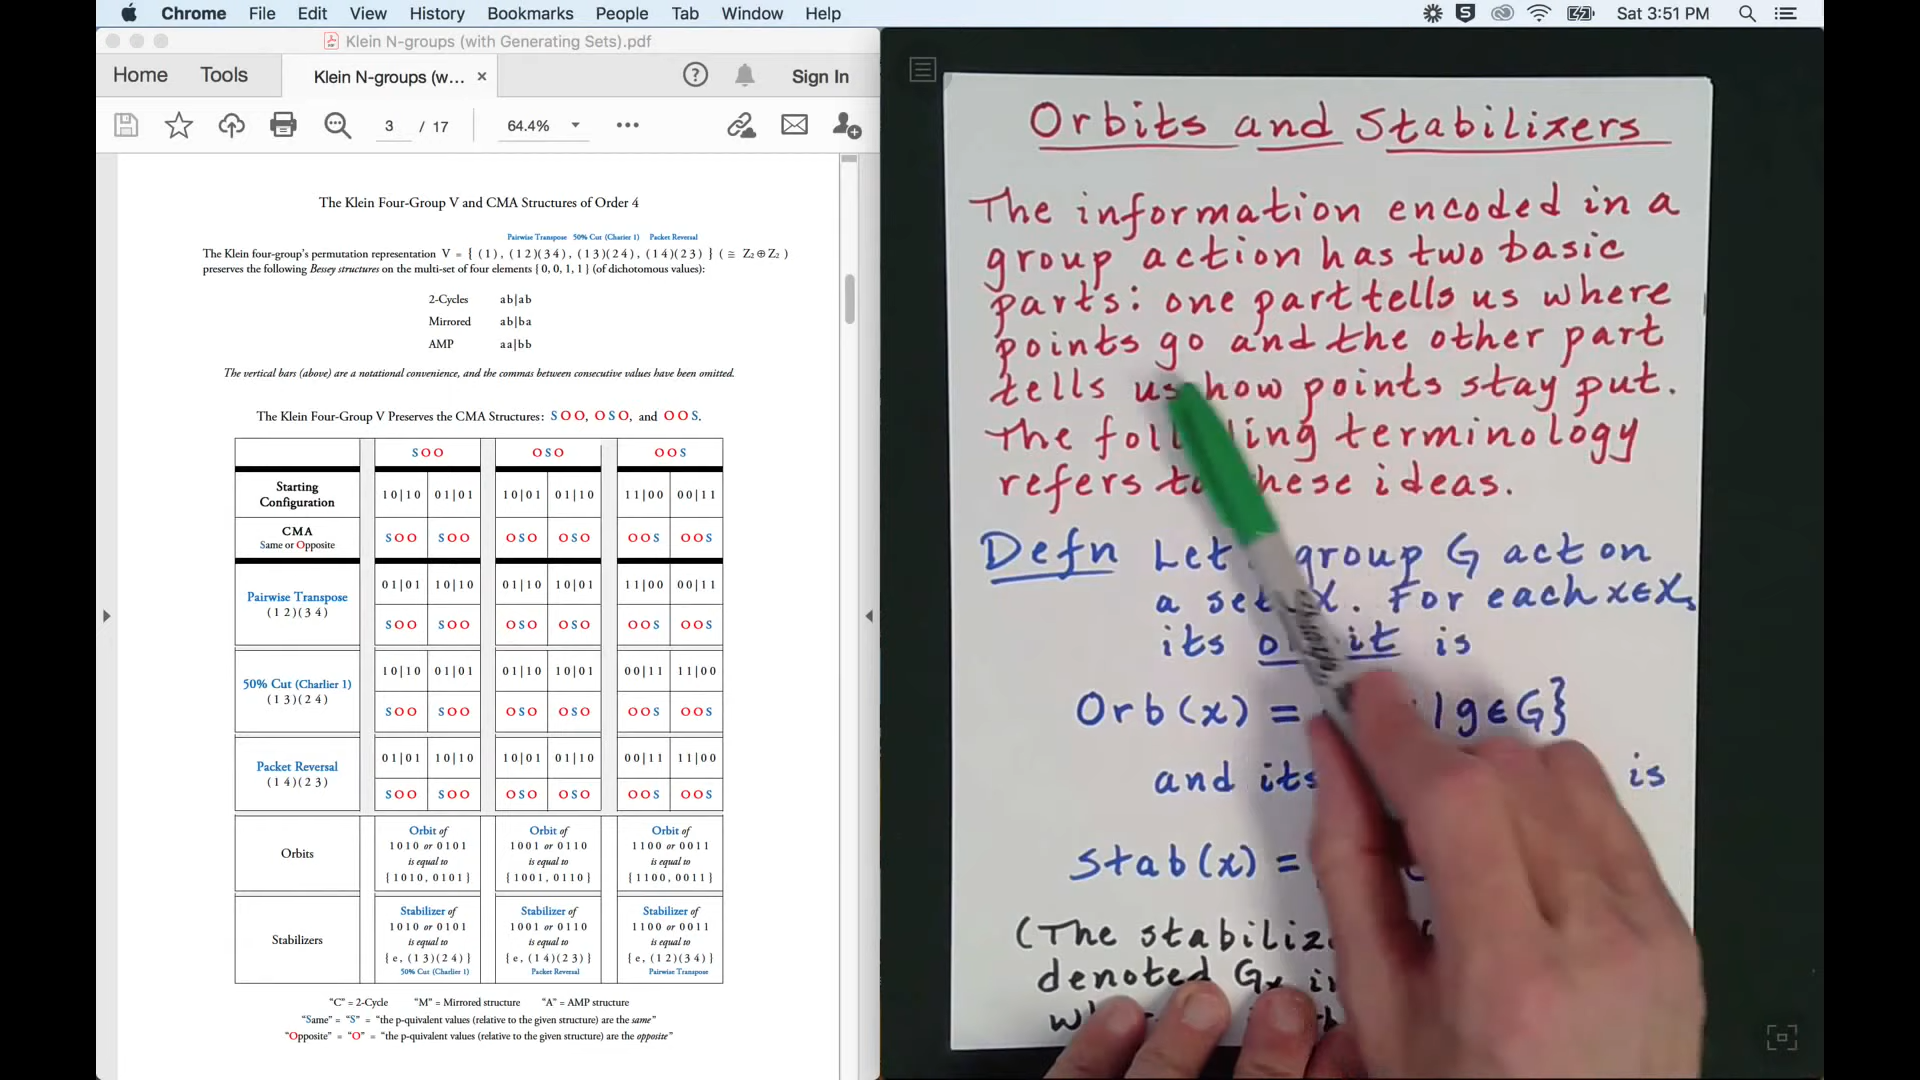 Chrome File Edit View History Bookmarks People Tab Window Help
Sat 3:51 PM
Klein N-groups (with Generating Sets).pdf
Home Tools Klein N-groups (w... × Sign In
3 / 17 64.4%
The Klein Four-Group V and CMA Structures of Order 4
Pairwise Transpose 50% Cut (Charlier 1) Packet Reversal
The Klein four-group's permutation representation V = { (1), (12)(34), (13)(24), (14)(23) } ( ≅ Z₂ ⊕ Z₂ )
preserves the following Bessey structures on the multi-set of four elements { 0, 0, 1, 1 } (of dichotomous values):
2-Cycles ab|ab
Mirrored ab|ba
AMP aa|bb
The vertical bars (above) are a notational convenience, and the commas between consecutive values have been omitted.
The Klein Four-Group V Preserves the CMA Structures: SOO, OSO, and OOS.
SOO OSO OOS
Starting Configuration 10|10 01|01 10|01 01|10 11|00 00|11
CMA Same or Opposite SOO SOO OSO OSO OOS OOS
Pairwise Transpose (12)(34) 01|01 10|10 01|10 10|01 11|00 00|11
SOO SOO OSO OSO OOS OOS
50% Cut (Charlier 1) (13)(24) 10|10 01|01 01|10 10|01 00|11 11|00
SOO SOO OSO OSO OOS OOS
Packet Reversal (14)(23) 01|01 10|10 10|01 01|10 00|11 11|00
SOO SOO OSO OSO OOS OOS
Orbits
Orbit of Orbit of Orbit of
1010 or 0101 1001 or 0110 1100 or 0011
is equal to is equal to is equal to
{1010, 0101} {1001, 0110} {1100, 0011}
Stabilizers
Stabilizer of Stabilizer of Stabilizer of
1010 or 0101 1001 or 0110 1100 or 0011
is equal to is equal to is equal to
{e, (13)(24)} {e, (14)(23)} {e, (12)(34)}
50% Cut (Charlier 1) Packet Reversal Pairwise Transpose
"C" = 2-Cycle "M" = Mirrored structure "A" = AMP structure
"Same" = "S" = "the p-quivalent values (relative to the given structure) are the same"
"Opposite" = "O" = "the p-quivalent values (relative to the given structure) are the opposite"
Orbits and Stabilizers
The information encoded in a
group action has two basic
parts: one part tells us where
points go and the other part
tells us how points stay put.
The following terminology
refers to these ideas.
Defn Let group G act on
a set X. For each x∈X,
its orbit is
Orb(x) = | g∈G}
and its is
Stab(x) =
(The
denoted Gx